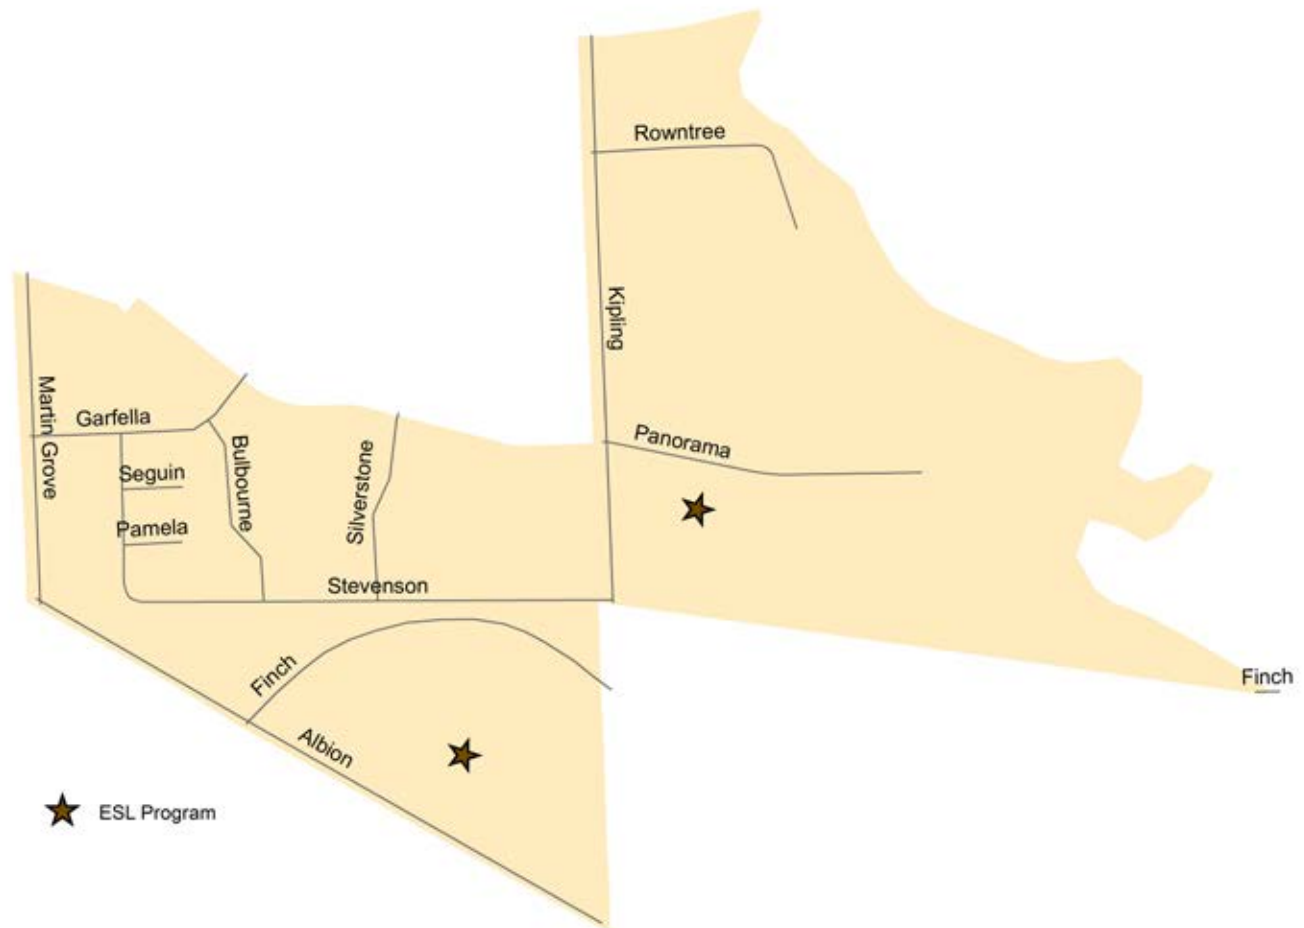 Rowntree
Kipling
Martin Grove
Garfella
Panorama
Bulbourne
Silverstone
Seguin
Pamela
Stevenson
Finch
Finch
Albion
ESL Program